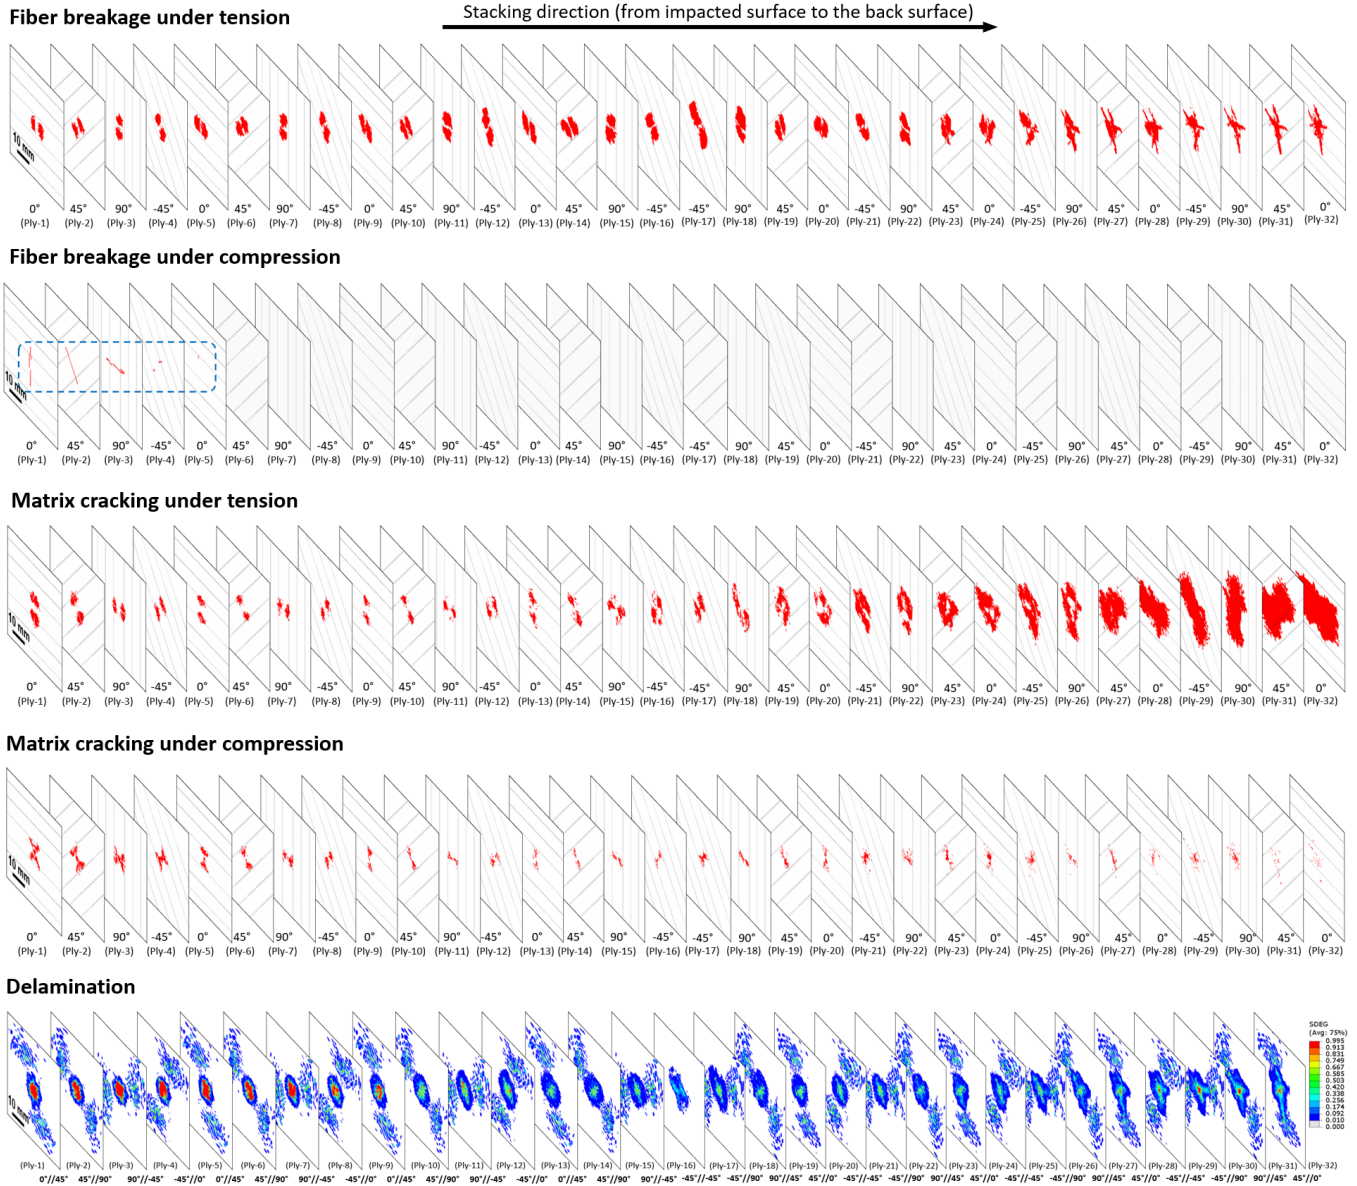 Fiber breakage under tension
Stacking direction (from impacted surface to the back surface)
10 mm
0° 45° 90° -45° 0° 45° 90° -45° 0° 45° 90° -45° 0° 45° 90° -45° -45° 90° 45° 0° -45° 90° 45° 0° -45° 90° 45° 0° -45° 90° 45° 0°
(Ply-1) (Ply-2) (Ply-3) (Ply-4) (Ply-5) (Ply-6) (Ply-7) (Ply-8) (Ply-9) (Ply-10) (Ply-11) (Ply-12) (Ply-13) (Ply-14) (Ply-15) (Ply-16) (Ply-17) (Ply-18) (Ply-19) (Ply-20) (Ply-21) (Ply-22) (Ply-23) (Ply-24) (Ply-25) (Ply-26) (Ply-27) (Ply-28) (Ply-29) (Ply-30) (Ply-31) (Ply-32)
Fiber breakage under compression
10 mm
0° 45° 90° -45° 0° 45° 90° -45° 0° 45° 90° -45° 0° 45° 90° -45° -45° 90° 45° 0° -45° 90° 45° 0° -45° 90° 45° 0° -45° 90° 45° 0°
(Ply-1) (Ply-2) (Ply-3) (Ply-4) (Ply-5) (Ply-6) (Ply-7) (Ply-8) (Ply-9) (Ply-10) (Ply-11) (Ply-12) (Ply-13) (Ply-14) (Ply-15) (Ply-16) (Ply-17) (Ply-18) (Ply-19) (Ply-20) (Ply-21) (Ply-22) (Ply-23) (Ply-24) (Ply-25) (Ply-26) (Ply-27) (Ply-28) (Ply-29) (Ply-30) (Ply-31) (Ply-32)
Matrix cracking under tension
10 mm
0° 45° 90° -45° 0° 45° 90° -45° 0° 45° 90° -45° 0° 45° 90° -45° -45° 90° 45° 0° -45° 90° 45° 0° -45° 90° 45° 0° -45° 90° 45° 0°
(Ply-1) (Ply-2) (Ply-3) (Ply-4) (Ply-5) (Ply-6) (Ply-7) (Ply-8) (Ply-9) (Ply-10) (Ply-11) (Ply-12) (Ply-13) (Ply-14) (Ply-15) (Ply-16) (Ply-17) (Ply-18) (Ply-19) (Ply-20) (Ply-21) (Ply-22) (Ply-23) (Ply-24) (Ply-25) (Ply-26) (Ply-27) (Ply-28) (Ply-29) (Ply-30) (Ply-31) (Ply-32)
Matrix cracking under compression
10 mm
0° 45° 90° -45° 0° 45° 90° -45° 0° 45° 90° -45° 0° 45° 90° -45° -45° 90° 45° 0° -45° 90° 45° 0° -45° 90° 45° 0° -45° 90° 45° 0°
(Ply-1) (Ply-2) (Ply-3) (Ply-4) (Ply-5) (Ply-6) (Ply-7) (Ply-8) (Ply-9) (Ply-10) (Ply-11) (Ply-12) (Ply-13) (Ply-14) (Ply-15) (Ply-16) (Ply-17) (Ply-18) (Ply-19) (Ply-20) (Ply-21) (Ply-22) (Ply-23) (Ply-24) (Ply-25) (Ply-26) (Ply-27) (Ply-28) (Ply-29) (Ply-30) (Ply-31) (Ply-32)
Delamination
10 mm
SDEG
(Avg: 75%)
0.995
0.913
0.831
0.749
0.667
0.585
0.503
0.420
0.338
0.256
0.174
0.092
0.010
0.000
(Ply-1) (Ply-2) (Ply-3) (Ply-4) (Ply-5) (Ply-6) (Ply-7) (Ply-8) (Ply-9) (Ply-10) (Ply-11) (Ply-12) (Ply-13) (Ply-14) (Ply-15) (Ply-16) (Ply-17) (Ply-18) (Ply-19) (Ply-20) (Ply-21) (Ply-22) (Ply-23) (Ply-24) (Ply-25) (Ply-26) (Ply-27) (Ply-28) (Ply-29) (Ply-30) (Ply-31) (Ply-32)
0°//45° 45°//90° 90°//-45° -45°//0° 0°//45° 45°//90° 90°//-45° -45°//0° 0°//45° 45°//90° 90°//-45° -45°//0° 0°//45° 45°//90° 90°//-45° -45°//-45° -45°//90° 90°//45° 45°//0° 0°//-45° -45°//90° 90°//45° 45°//0° 0°//-45° -45°//90° 90°//45° 45°//0° 0°//-45° -45°//90° 90°//45° 45°//0°